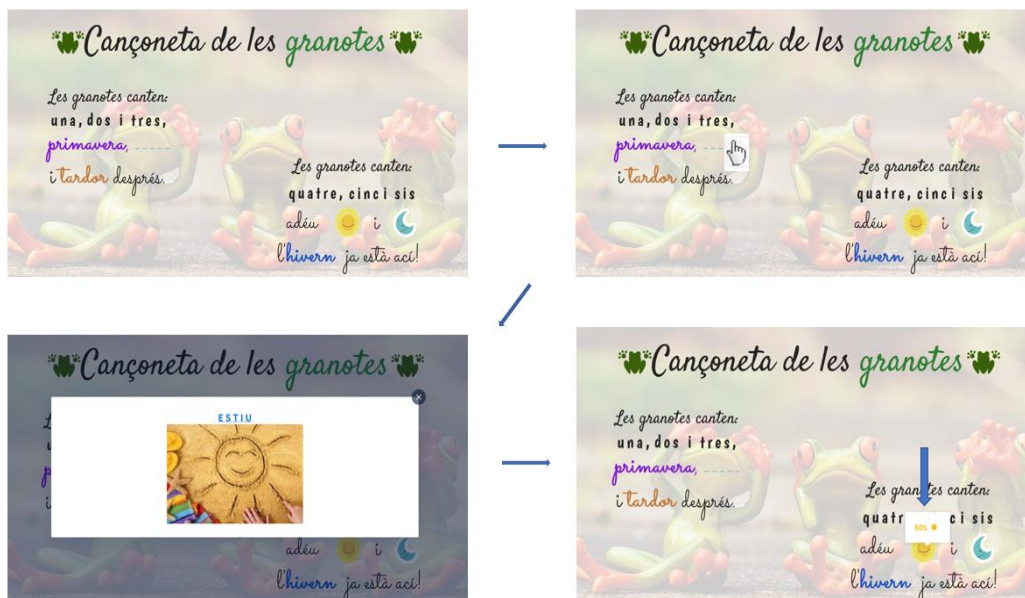 Cançoneta de les granotes
Les granotes canten:
una, dos i tres,
primavera, -----
i tardor després.
Les granotes canten:
quatre, cinc i sis
adéu i
l'hivern ja està ací!
Cançoneta de les granotes
Les granotes canten:
una, dos i tres,
primavera, ---
i tardor després.
Les granotes canten:
quatre, cinc i sis
adéu i
l'hivern ja està ací!
Cançoneta de les granotes
ESTIU
adéu i
l'hivern ja està ací!
Cançoneta de les granotes
Les granotes canten:
una, dos i tres,
primavera, -----
i tardor després.
Les granotes canten:
quatr c i sis
SOL
adéu i
l'hivern ja està ací!